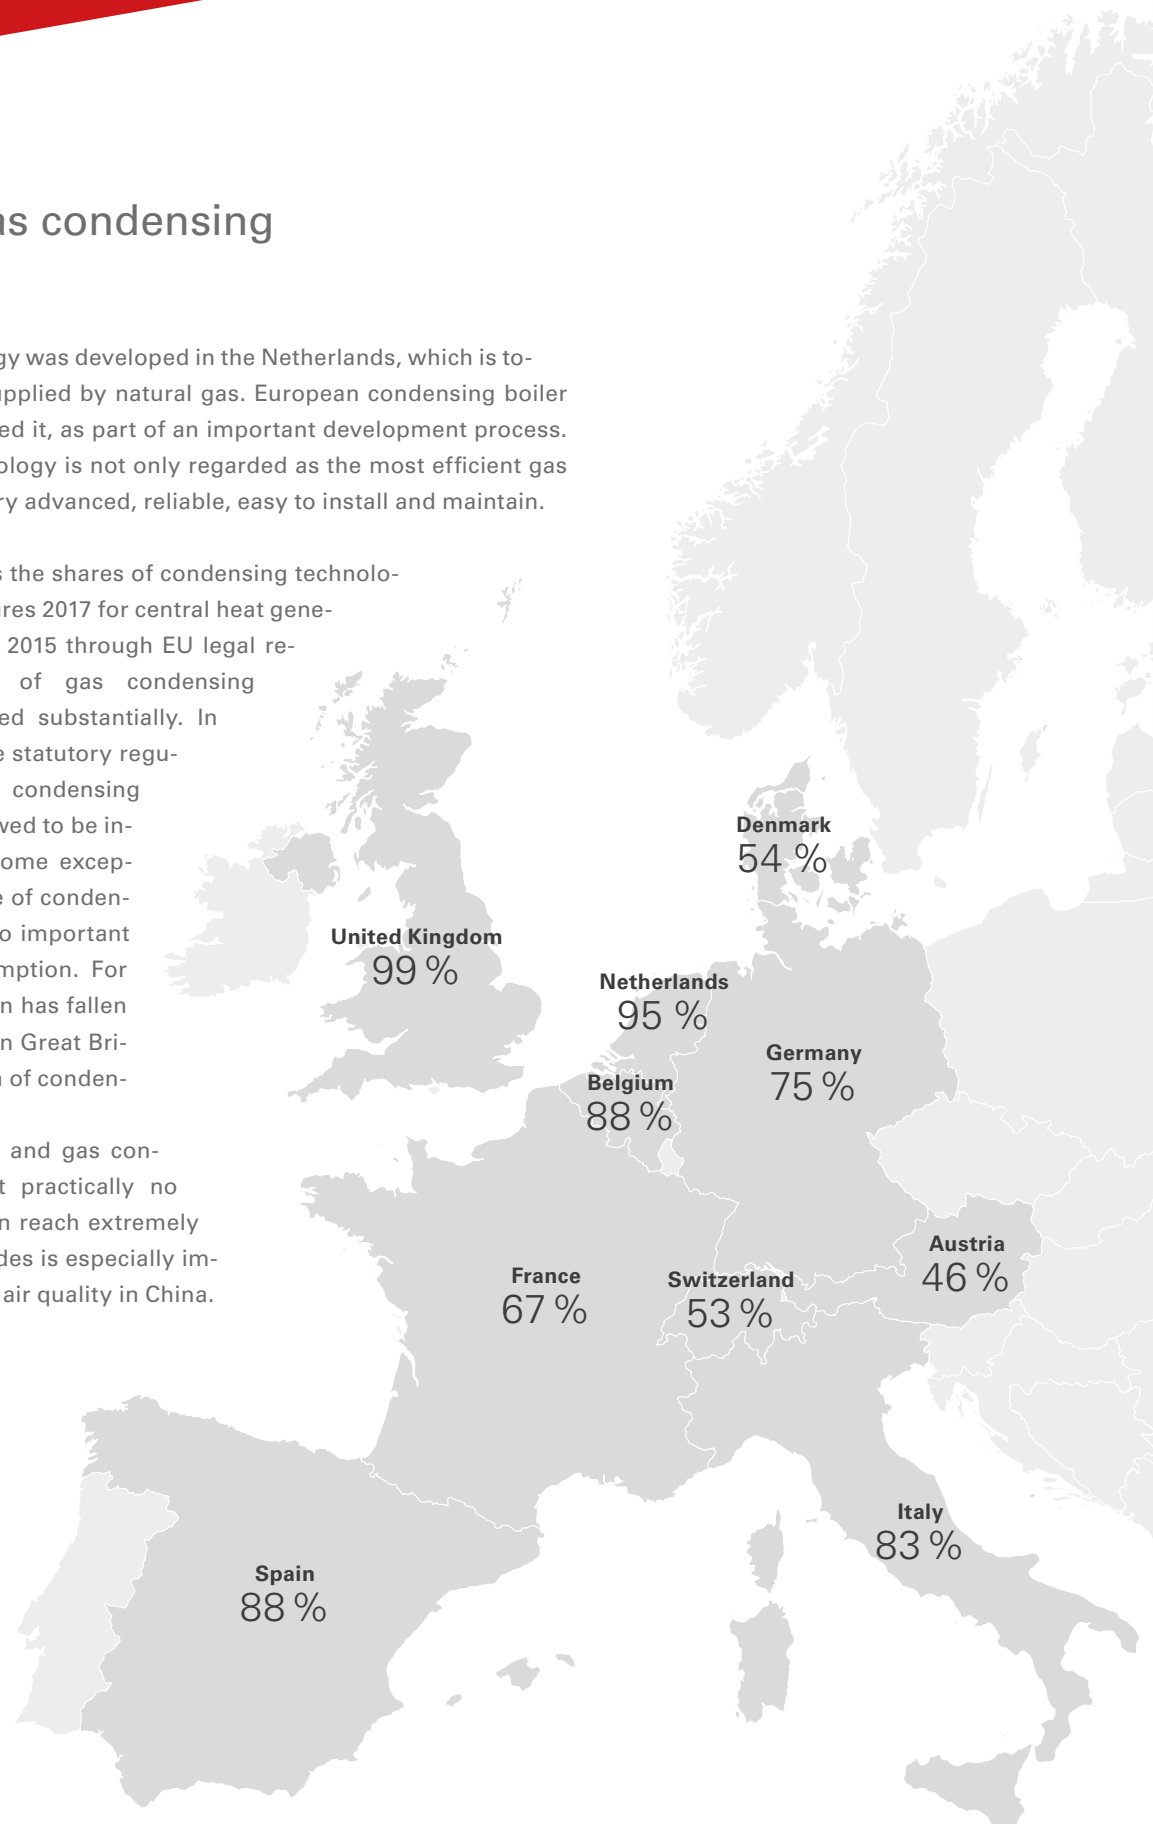 as condensing
gy was developed in the Netherlands, which is to-
upplied by natural gas. European condensing boiler
ed it, as part of an important development process.
ology is not only regarded as the most efficient gas
ry advanced, reliable, easy to install and maintain.
s the shares of condensing technolo-
ures 2017 for central heat gene-
2015 through EU legal re-
of gas condensing
ed substantially. In
e statutory regu-
condensing
wed to be in-
ome excep-
e of conden-
o important
mption. For
n has fallen
n Great Bri-
n of conden-
and gas con-
t practically no
n reach extremely
des is especially im-
air quality in China.
Denmark
54 %
United Kingdom
99 %
Netherlands
95 %
Germany
75 %
Belgium
88 %
Austria
46 %
France
67 %
Switzerland
53 %
Italy
83 %
Spain
88 %